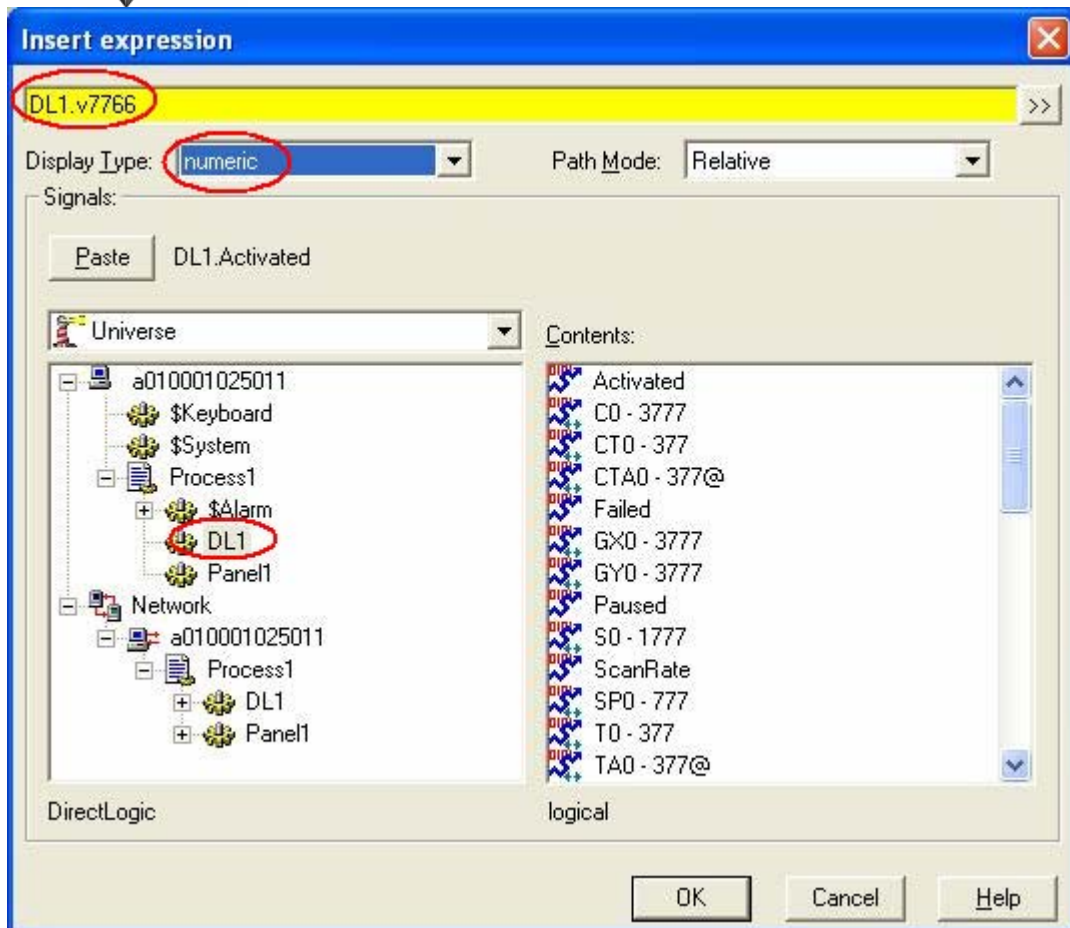 Insert expression
DL1.v7766
>>
Display Type: numeric
Path Mode: Relative
Signals:
Paste DL1.Activated
Universe
Contents:
a010001025011
$Keyboard
$System
Process1
$Alarm
DL1
Panel1
Network
a010001025011
Process1
DL1
Panel1
Activated
C0 - 3777
CT0 - 377
CTA0 - 377@
Failed
GX0 - 3777
GY0 - 3777
Paused
S0 - 1777
ScanRate
SP0 - 777
T0 - 377
TA0 - 377@
DirectLogic
logical
OK
Cancel
Help